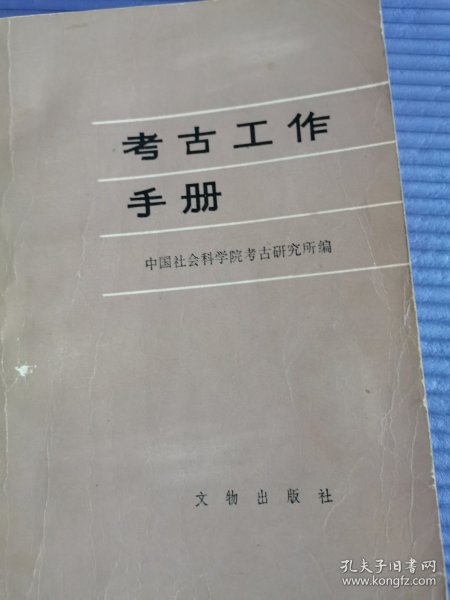 考古工作
手册
中国社会科学院考古研究所编
文物出版社
孔夫子旧书网
www.kongfz.com